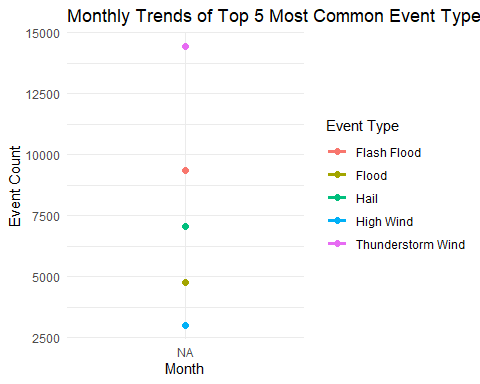 Monthly Trends of Top 5 Most Common Event Type
15000
12500
10000
7500
5000
2500
Event Count
NA
Month
Event Type
Flash Flood
Flood
Hail
High Wind
Thunderstorm Wind